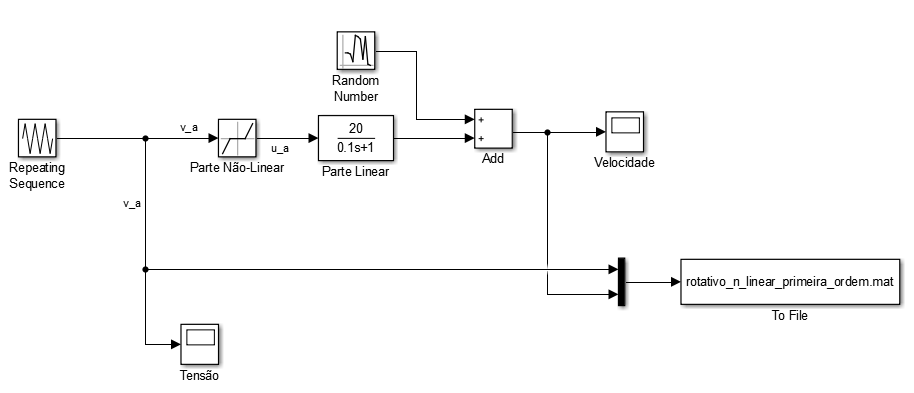 Random
Number
v_a
20
0.1s+1
+
+
u_a
Repeating
Sequence
Parte Não-Linear
Parte Linear
Add
Velocidade
v_a
rotativo_n_linear_primeira_ordem.mat
To File
Tensão